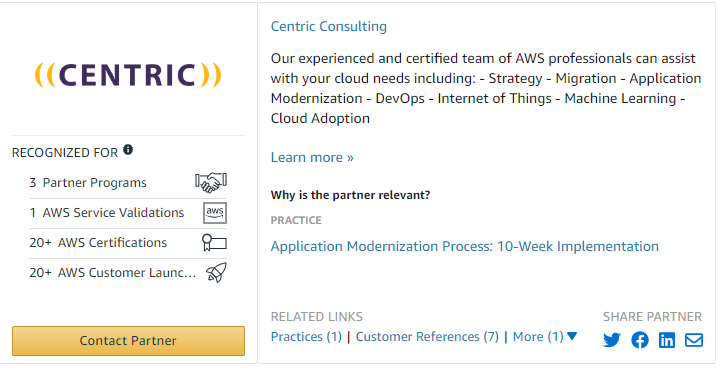 ((CENTRIC))
RECOGNIZED FOR
3 Partner Programs
1 AWS Service Validations
aws
20+ AWS Certifications
20+ AWS Customer Launc...
Contact Partner
Centric Consulting
Our experienced and certified team of AWS professionals can assist
with your cloud needs including: - Strategy - Migration - Application
Modernization - DevOps - Internet of Things - Machine Learning -
Cloud Adoption
Learn more »
Why is the partner relevant?
PRACTICE
Application Modernization Process: 10-Week Implementation
RELATED LINKS
Practices (1) | Customer References (7) | More (1)
SHARE PARTNER